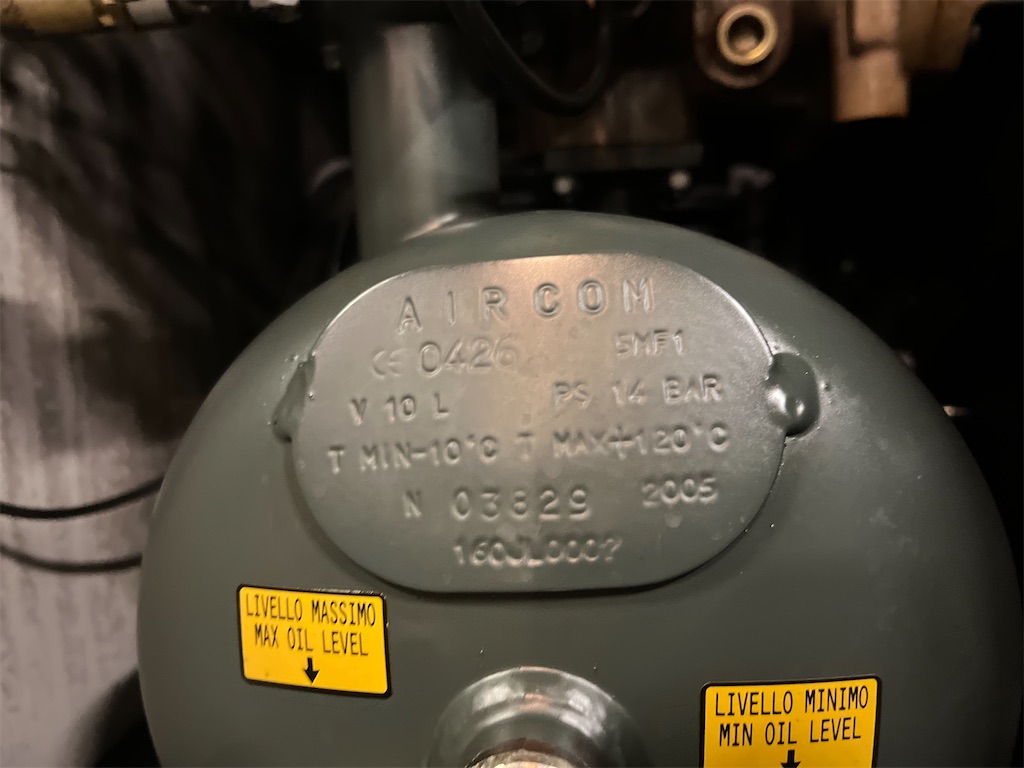 AIRCOM
CE 0426 5MF1
V 10 L PS 14 BAR
T MIN-10°C T MAX+120°C
N 03829 2005
LIVELLO MASSIMO
MAX OIL LEVEL
LIVELLO MINIMO
MIN OIL LEVEL